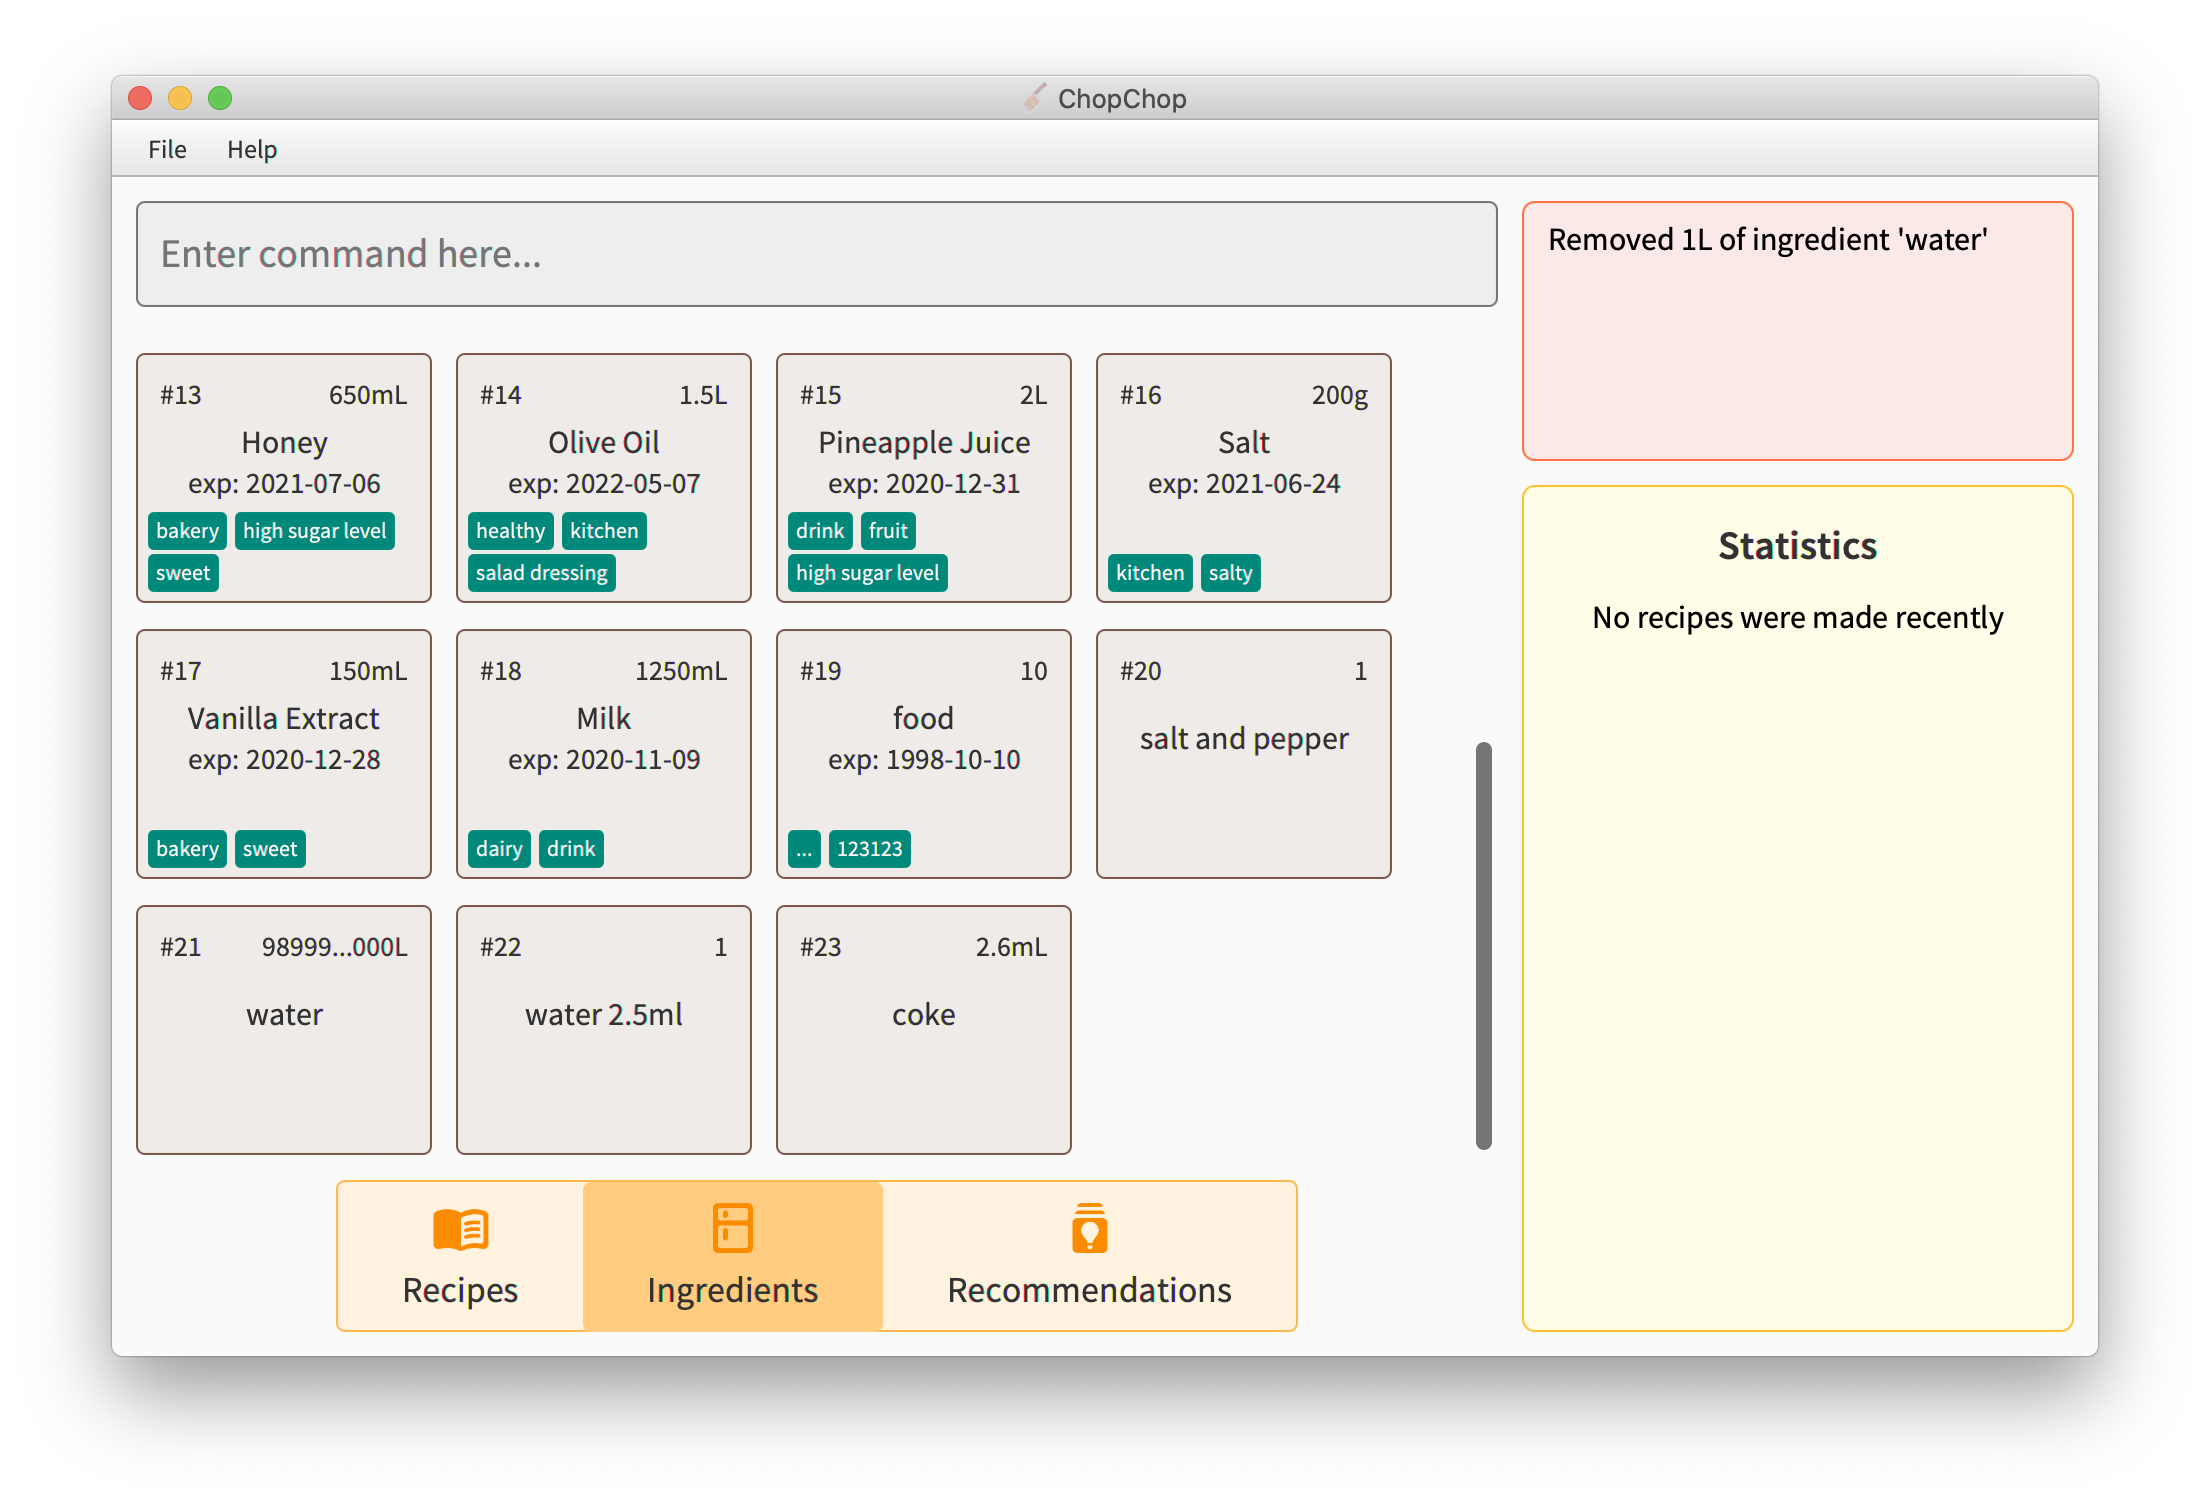 ChopChop
File Help
Enter command here...
Removed 1L of ingredient 'water'
#13 650mL
Honey
exp: 2021-07-06
bakery high sugar level
sweet
#14 1.5L
Olive Oil
exp: 2022-05-07
healthy kitchen
salad dressing
#15 2L
Pineapple Juice
exp: 2020-12-31
drink fruit
high sugar level
#16 200g
Salt
exp: 2021-06-24
kitchen salty
#17 150mL
Vanilla Extract
exp: 2020-12-28
bakery sweet
#18 1250mL
Milk
exp: 2020-11-09
dairy drink
#19 10
food
exp: 1998-10-10
... 123123
#20 1
salt and pepper
#21 98999...000L
water
#22 1
water 2.5ml
#23 2.6mL
coke
Statistics
No recipes were made recently
Recipes Ingredients Recommendations